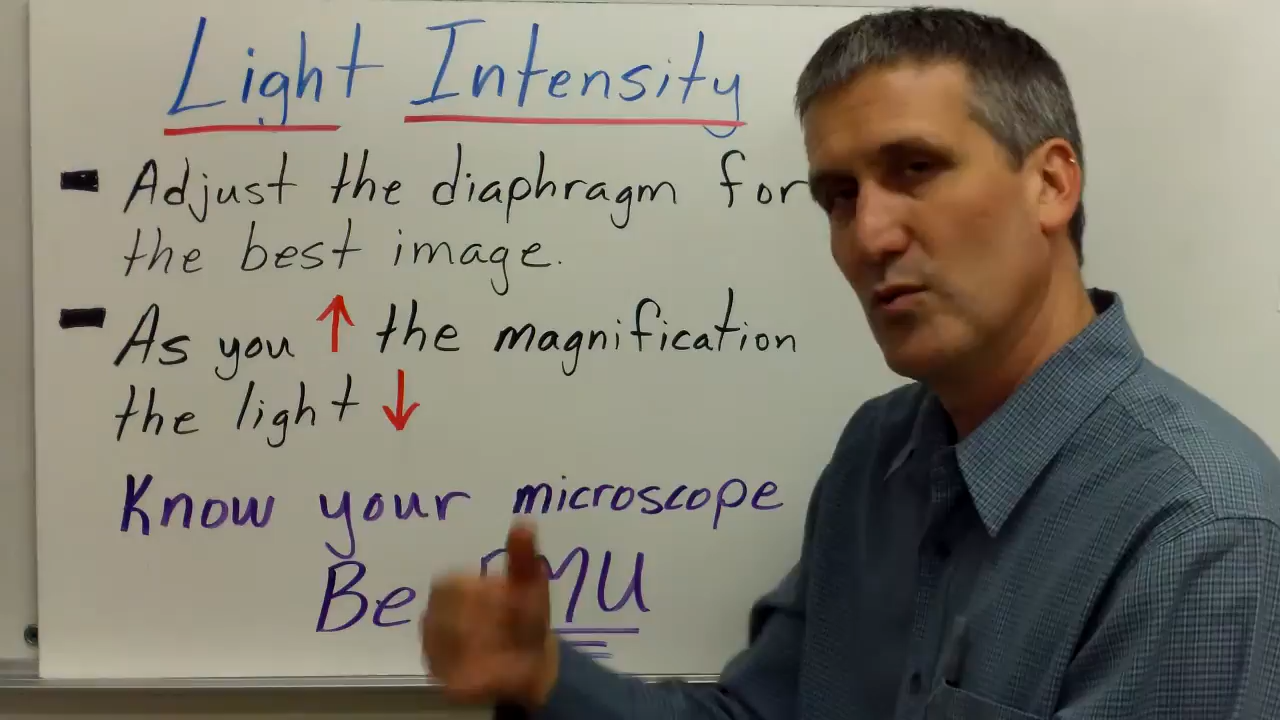 Light Intensity
- Adjust the diaphragm for
the best image.
- As you ↑ the magnification
the light ↓
Know your microscope
Be